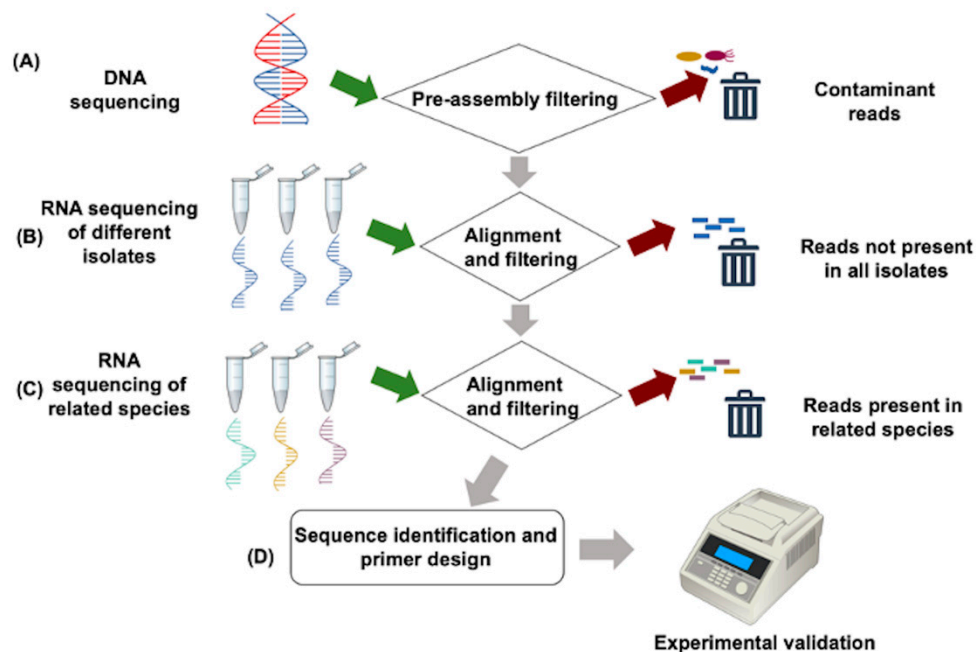 (A)
DNA
sequencing
Pre-assembly filtering
Contaminant
reads
(B)
RNA sequencing
of different
isolates
Alignment
and filtering
Reads not present
in all isolates
(C)
RNA
sequencing of
related species
Alignment
and filtering
Reads present in
related species
(D)
Sequence identification and
primer design
Experimental validation